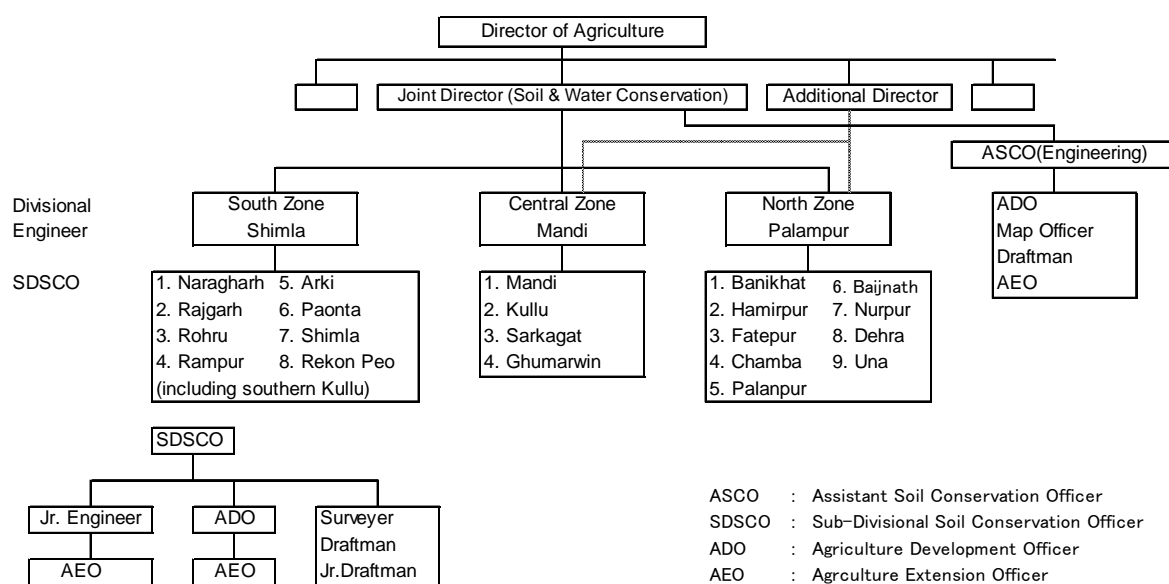 Director of Agriculture
Joint Director (Soil & Water Conservation)
Additional Director
ASCO(Engineering)
Divisional
Engineer
South Zone
Shimla
Central Zone
Mandi
North Zone
Palampur
ADO
Map Officer
Draftman
AEO
SDSCO
1. Naragharh 5. Arki
2. Rajgarh 6. Paonta
3. Rohru 7. Shimla
4. Rampur 8. Rekon Peo
(including southern Kullu)
1. Mandi
2. Kullu
3. Sarkagat
4. Ghumarwin
1. Banikhat 6. Baijnath
2. Hamirpur 7. Nurpur
3. Fatepur 8. Dehra
4. Chamba 9. Una
5. Palanpur
SDSCO
Jr. Engineer
ADO
Surveyer
Draftman
Jr.Draftman
AEO
AEO
ASCO : Assistant Soil Conservation Officer
SDSCO : Sub-Divisional Soil Conservation Officer
ADO : Agriculture Development Officer
AEO : Agrculture Extension Officer